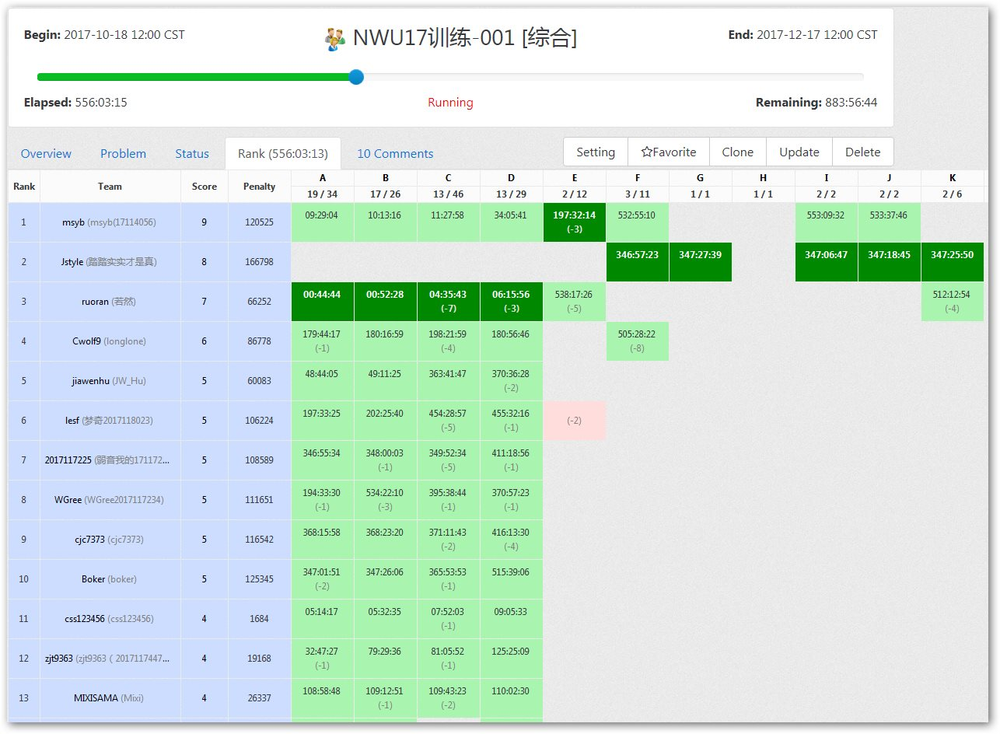 Begin: 2017-10-18 12:00 CST
NWU17训练-001 [综合]
End: 2017-12-17 12:00 CST
Elapsed: 556:03:15
Running
Remaining: 883:56:44
Overview Problem Status Rank (556:03:13) 10 Comments
Setting ☆Favorite Clone Update Delete
Rank Team Score Penalty A B C D E F G H I J K
19 / 34 17 / 26 13 / 46 13 / 29 2 / 12 3 / 11 1 / 1 1 / 1 2 / 2 2 / 2 2 / 6
1 msyb (msyb(17114056) 9 120525 09:29:04 10:13:16 11:27:58 34:05:41 197:32:14 (-3) 532:55:10 553:09:32 533:37:46
2 Jstyle (踏踏实实才是真) 8 166798 346:57:23 347:27:39 347:06:47 347:18:45 347:25:50
3 ruoran (若然) 7 66252 00:44:44 00:52:28 04:35:43 (-7) 06:15:56 (-3) 538:17:26 (-5) 512:12:54 (-4)
4 Cwolf9 (longlone) 6 86778 179:44:17 (-1) 180:16:59 198:21:59 (-4) 180:56:46 505:28:22 (-8)
5 jiawenhu (JW_Hu) 5 60083 48:44:05 49:11:25 363:41:47 370:36:28 (-2)
6 lesf (梦奇2017118023) 5 106224 197:33:25 202:25:40 454:28:57 (-5) 455:32:16 (-1) (-2)
7 2017117225 (弱音我的171172... 5 108589 346:55:34 348:00:03 (-1) 349:52:34 (-5) 411:18:56 (-1)
8 WGree (WGree2017117234) 5 111651 194:33:30 (-1) 534:22:10 (-3) 395:38:44 (-1) 370:57:23 (-1)
9 cjc7373 (cjc7373) 5 116542 368:15:58 368:23:20 371:11:43 (-2) 416:13:30 (-4)
10 Boker (boker) 5 125345 347:01:51 (-2) 347:26:06 365:53:53 (-1) 515:39:06
11 css123456 (css123456) 4 1684 05:14:17 05:32:35 07:52:03 (-1) 09:05:33
12 zjt9363 (zjt9363 ( 2017117447... 4 19168 32:47:27 (-1) 79:29:36 81:05:52 (-1) 125:25:09
13 MIXISAMA (Mixi) 4 26337 108:58:48 109:12:51 (-1) 109:43:23 (-2) 110:02:30